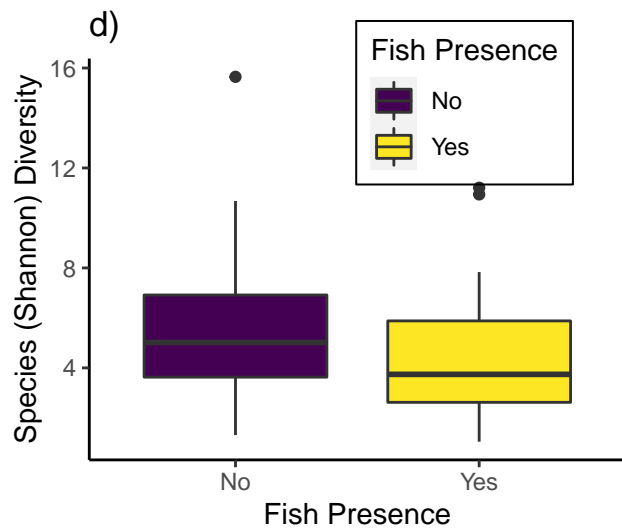 d)
Fish Presence
No
Yes
Species (Shannon) Diversity
16
12
8
4
No Yes
Fish Presence